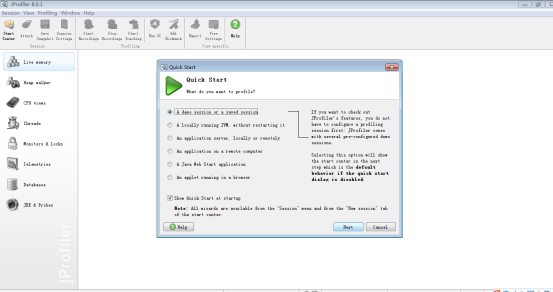 JProfiler 8.0.1
Session View Profiling Window Help
Start Center
Attach
Save Snapshot
Session Settings
Start Recordings
Stop Recordings
Start Tracking
Run GC
Add Bookmark
Export
View Settings
Help
Session
Profiling
View specific
Live memory
Heap walker
CPU views
Threads
Monitors & Locks
Telemetries
Databases
JEE & Probes
JProfiler
Quick Start
Quick Start
What do you want to profile?
A demo session or a saved session
A locally running JVM, without restarting it
An application server, locally or remotely
An application on a remote computer
A Java Web Start application
An applet running in a browser
If you want to check out
JProfiler's features, you do not
have to configure a profiling
session first: JProfiler comes
with several pre-configured demo
sessions.
Selecting this option will show
the start center in the next
step which is the default
behavior if the quick start
dialog is disabled.
Show Quick Start at startup
Note: All wizards are available from the "Session" menu and from the "New session" tab
of the start center.
Help
Next
Cancel